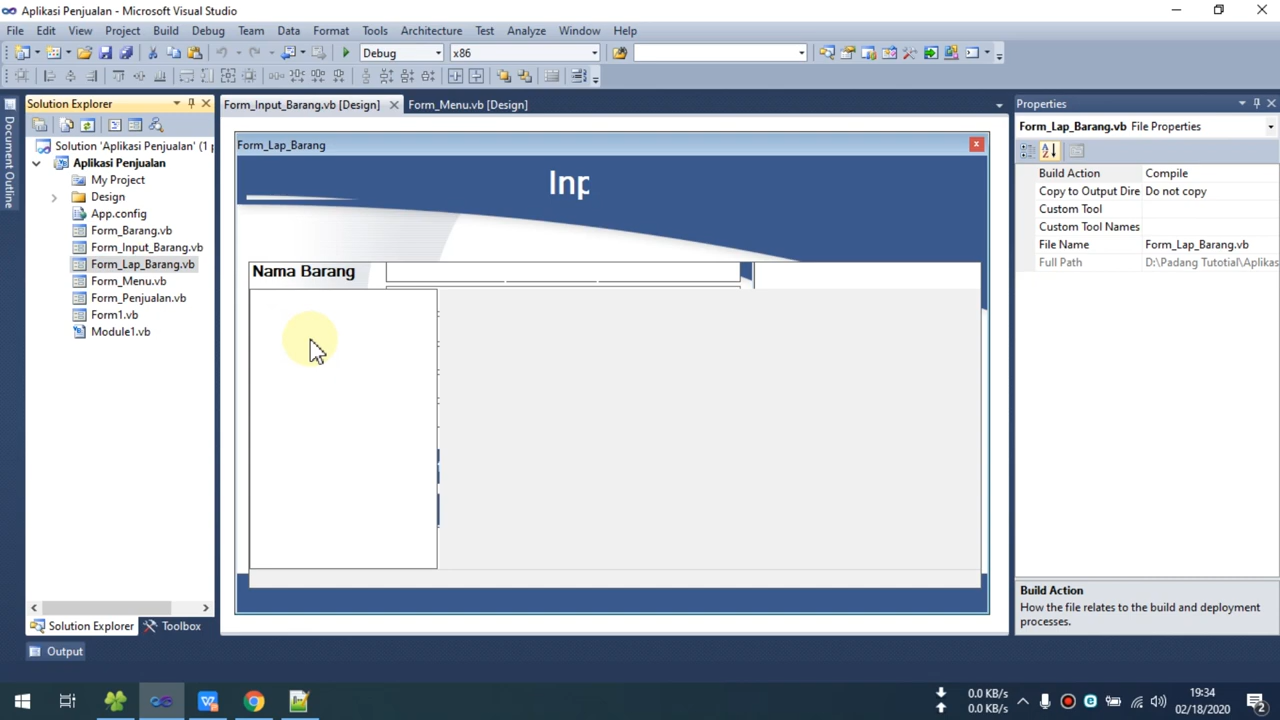 Aplikasi Penjualan - Microsoft Visual Studio
File Edit View Project Build Debug Team Data Format Tools Architecture Test Analyze Window Help
Debug x86
Solution Explorer
Form_Input_Barang.vb [Design] Form_Menu.vb [Design]
Properties
Document Outline
Solution 'Aplikasi Penjualan' (1 p
Aplikasi Penjualan
My Project
Design
App.config
Form_Barang.vb
Form_Input_Barang.vb
Form_Lap_Barang.vb
Form_Menu.vb
Form_Penjualan.vb
Form1.vb
Module1.vb
Solution Explorer Toolbox
Output
Form_Lap_Barang
Inp
Nama Barang
Form_Lap_Barang.vb File Properties
Build Action Compile
Copy to Output Dire Do not copy
Custom Tool
Custom Tool Names
File Name Form_Lap_Barang.vb
Full Path D:\Padang Tutorial\Aplikas
Build Action
How the file relates to the build and deployment
processes.
0.0 KB/s
0.0 KB/s
19:34
02/18/2020
2